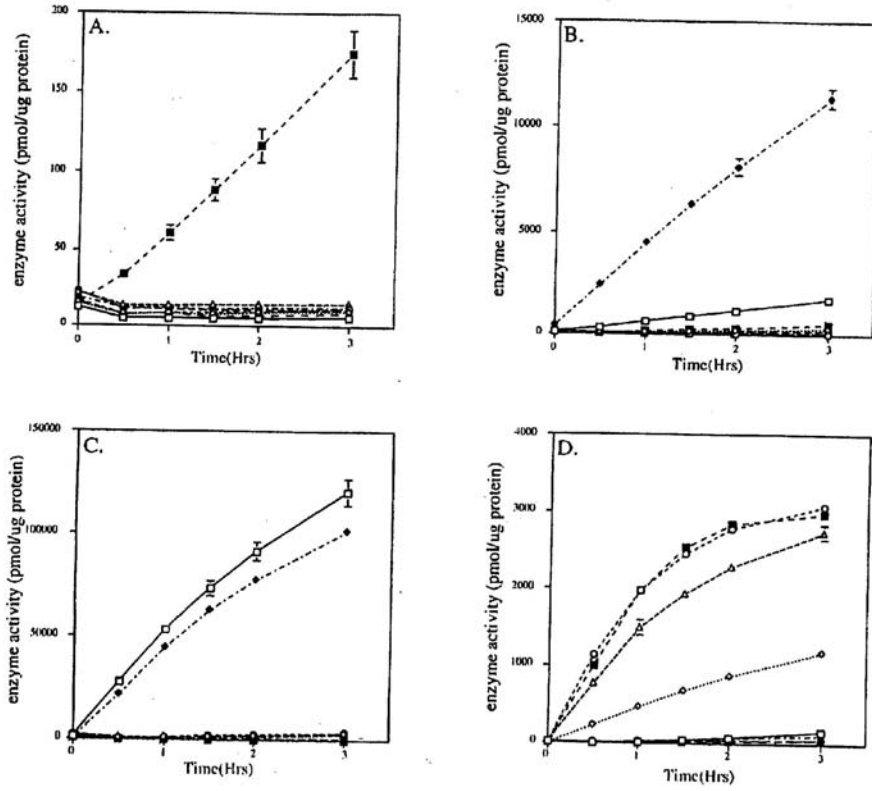 A.
enzyme activity (pmol/ug protein)
200
150
100
50
0
0 1 2 3
Time(Hrs)
B.
enzyme activity (pmol/ug protein)
15000
10000
5000
0
0 1 2 3
Time(Hrs)
C.
enzyme activity (pmol/ug protein)
150000
100000
50000
0
0 1 2 3
Time(Hrs)
D.
enzyme activity (pmol/ug protein)
4000
3000
2000
1000
0
0 1 2 3
Time(Hrs)